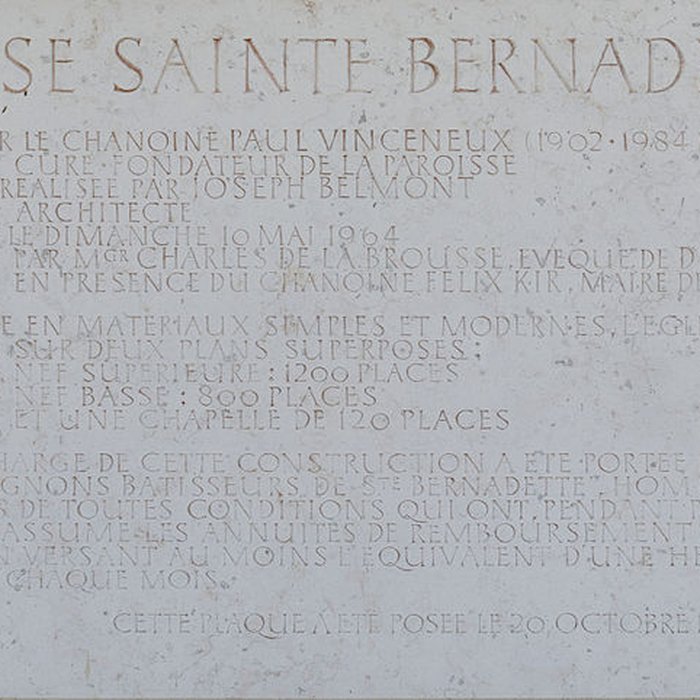 SE SAINTE BERNAD
R LE CHANOINE PAUL VINCENEUX (1902·1984
CURE·FONDATEUR DE LA PAROISSE
REALISEE PAR JOSEPH BELMONT
ARCHITECTE
LE DIMANCHE 10 MAI 1964
PAR MGR CHARLES DE LA BROUSSE, EVEQUE DE D
EN PRESENCE DU CHANOINE FELIX KIR, MAIRE D
E EN MATERIAUX SIMPLES ET MODERNES, L'EGL
SUR DEUX PLANS SUPERPOSES :
NEF SUPERIEURE : 1200 PLACES
NEF BASSE : 800 PLACES
ET UNE CHAPELLE DE 120 PLACES
HARGE DE CETTE CONSTRUCTION A ETE PORTEE
GNONS BATISSEURS DE STE BERNADETTE", HOM
S DE TOUTES CONDITIONS QUI ONT, PENDANT
ASSUME LES ANNUITES DE REMBOURSEMENT
N VERSANT AU MOINS L'EQUIVALENT D'UNE HE
CHAQUE MOIS.
CETTE PLAQUE A ETE POSEE LE 20 OCTOBRE